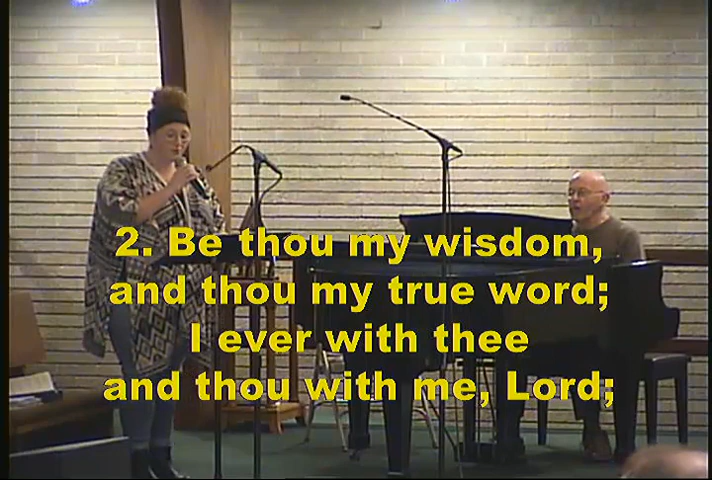 2. Be thou my wisdom,
and thou my true word;
I ever with thee
and thou with me, Lord;